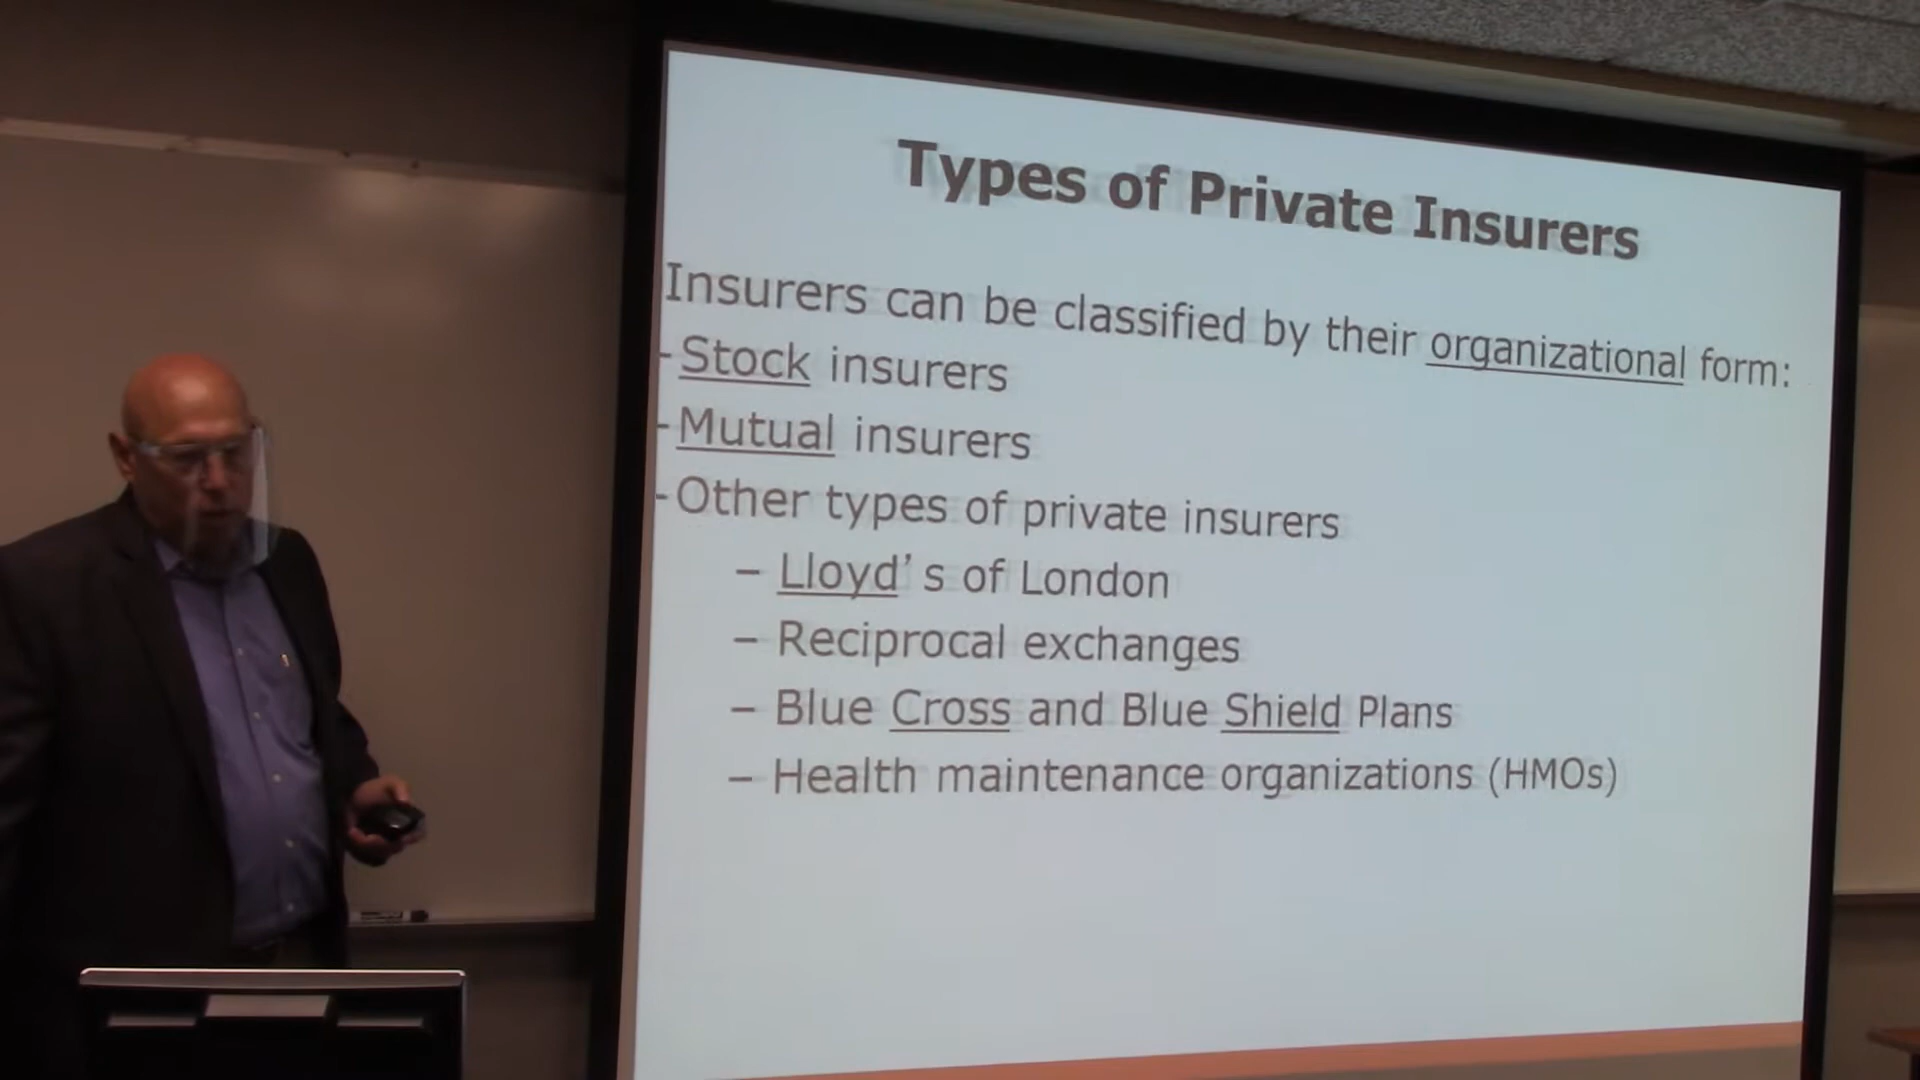 Types of Private Insurers
Insurers can be classified by their organizational form:
-Stock insurers
-Mutual insurers
-Other types of private insurers
– Lloyd's of London
– Reciprocal exchanges
– Blue Cross and Blue Shield Plans
– Health maintenance organizations (HMOs)